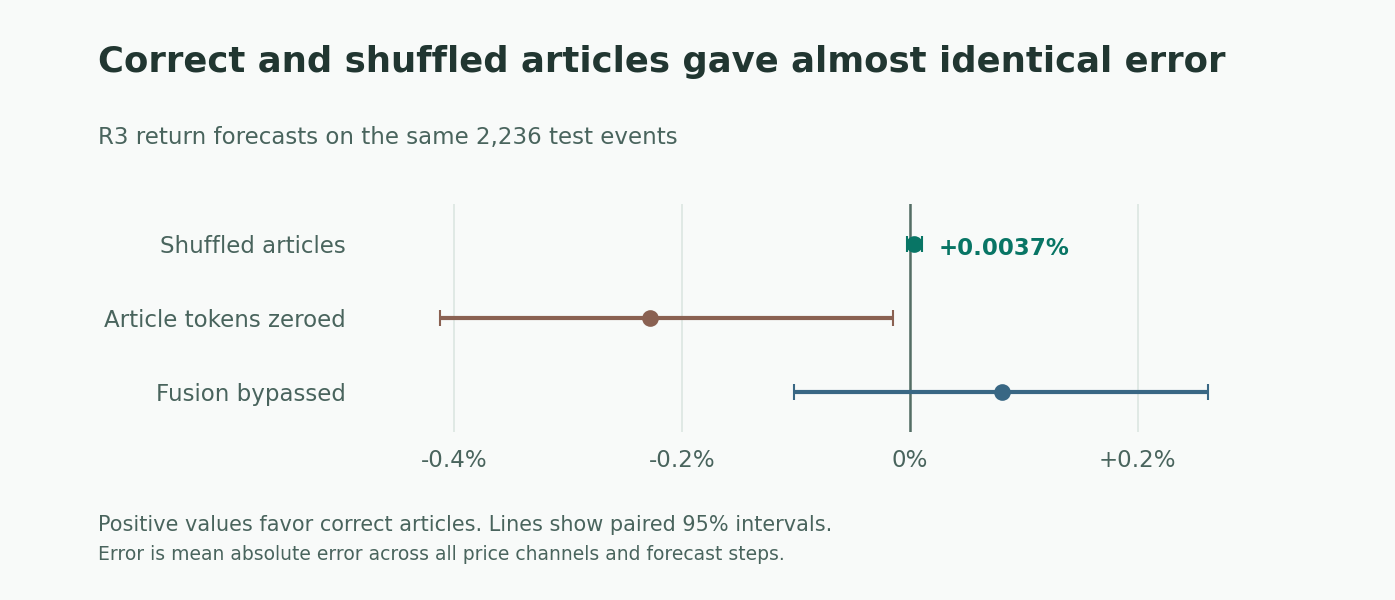 Correct and shuffled articles gave almost identical error
R3 return forecasts on the same 2,236 test events
Shuffled articles
+0.0037%
Article tokens zeroed
Fusion bypassed
-0.4%
-0.2%
0%
+0.2%
Positive values favor correct articles. Lines show paired 95% intervals.
Error is mean absolute error across all price channels and forecast steps.